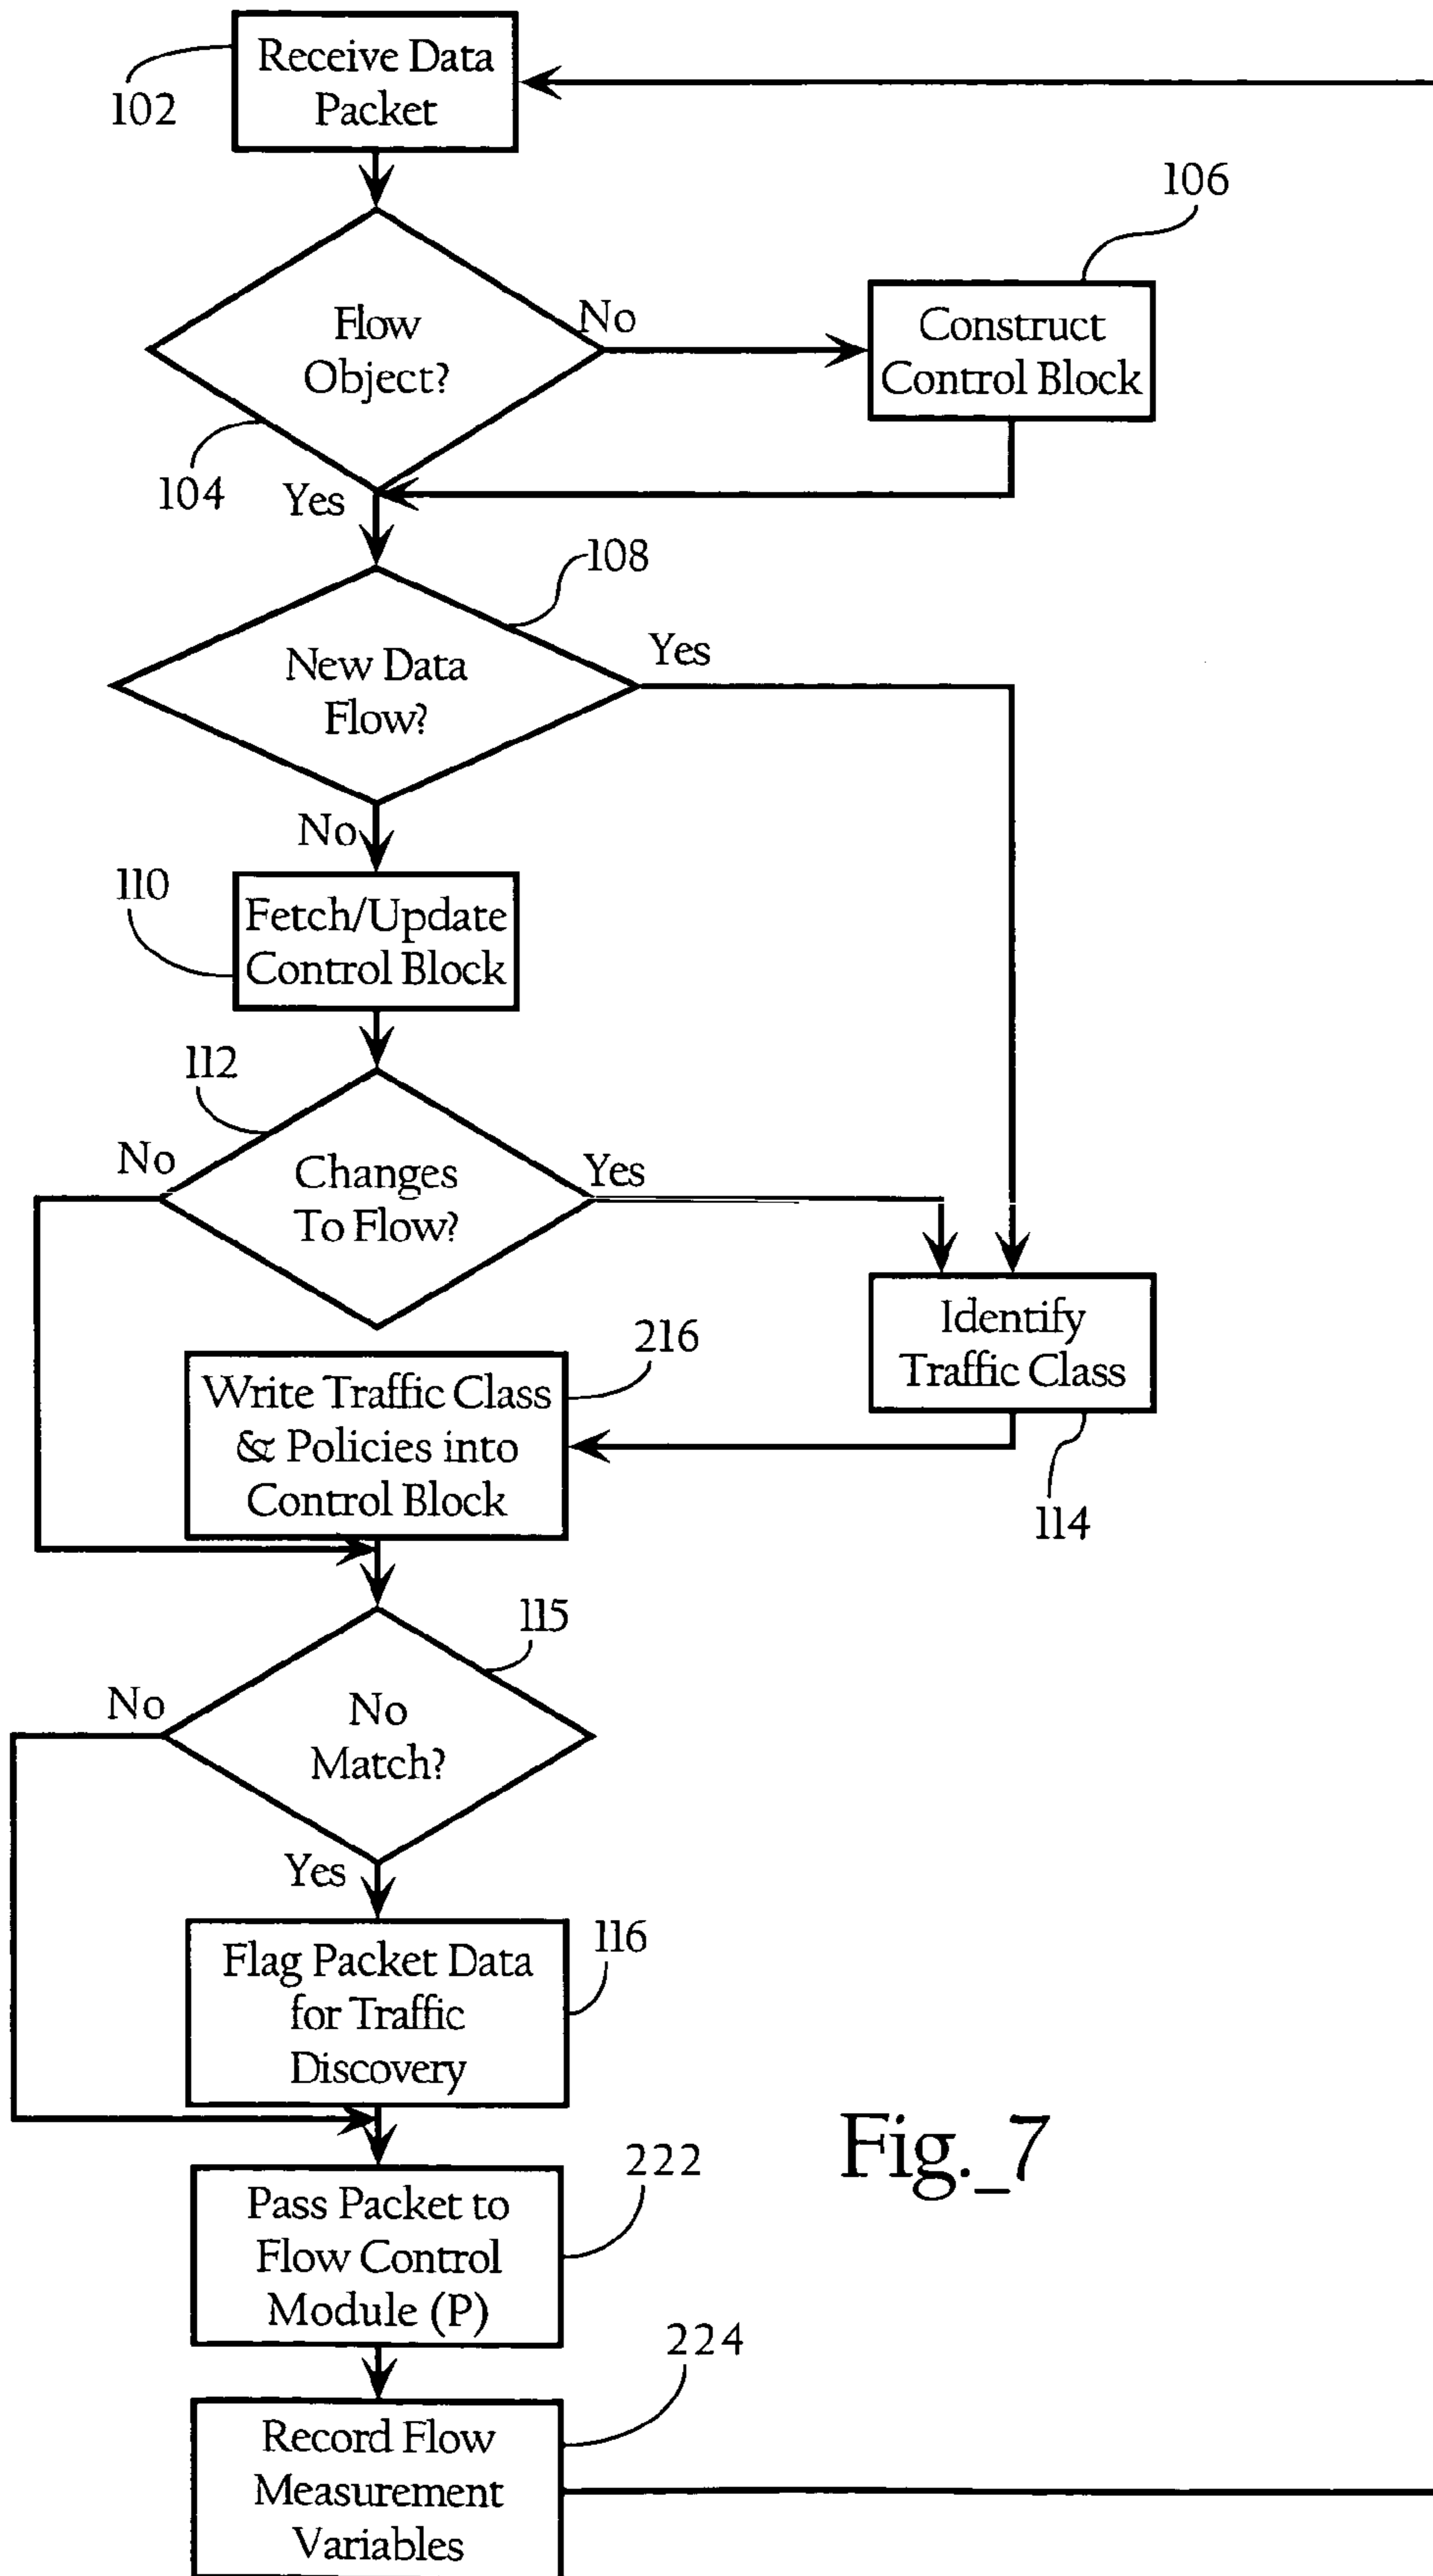 Receive Data
Packet
102
106
Flow
Object?
No
Construct
Control Block
104
Yes
108
New Data
Flow?
Yes
No
110
Fetch/Update
Control Block
112
No
Changes
To Flow?
Yes
Identify
Traffic Class
216
Write Traffic Class
& Policies into
Control Block
114
115
No
No
Match?
Yes
116
Flag Packet Data
for Traffic
Discovery
Fig._7
222
Pass Packet to
Flow Control
Module (P)
224
Record Flow
Measurement
Variables